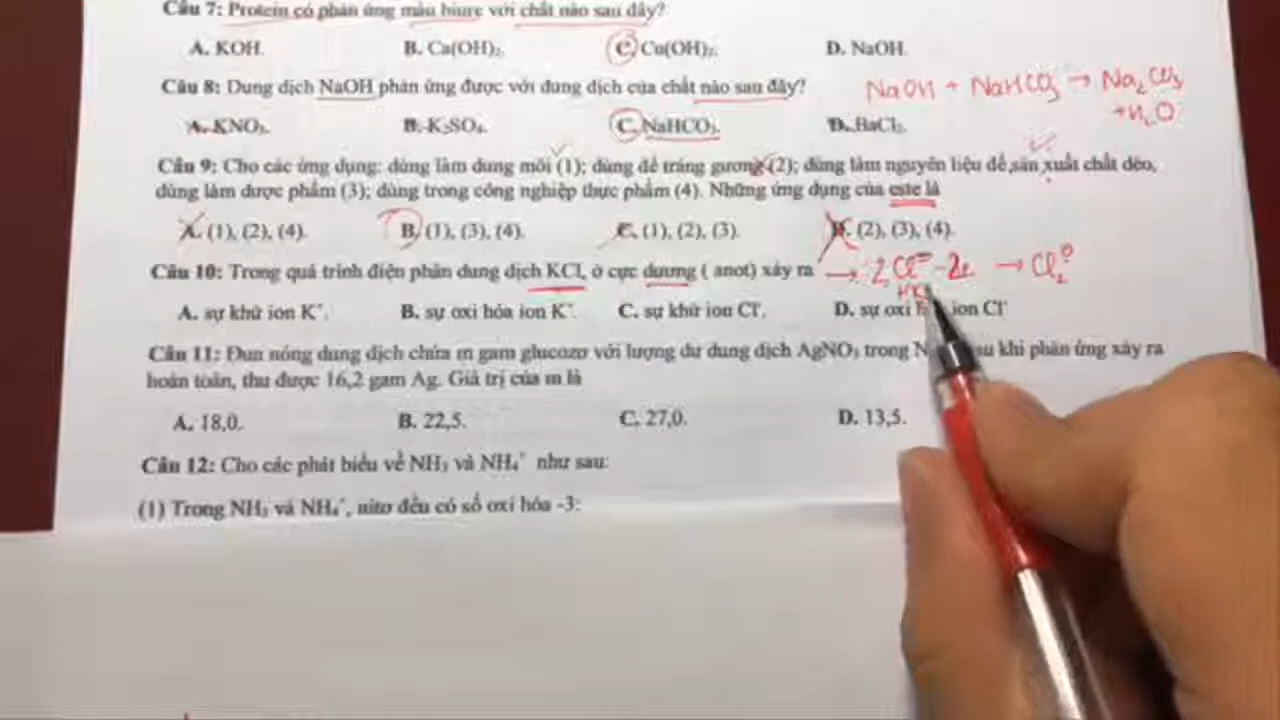 Câu 7: Protein có phản ứng màu biure với chất nào sau đây?
A. KOH. B. Ca(OH)₂. C. Cu(OH)₂. D. NaOH.
Câu 8: Dung dịch NaOH phản ứng được với dung dịch của chất nào sau đây? NaOH + NaHCO₃ → Na₂CO₃
+ H₂O
A. KNO₃. B. K₂SO₄. C. NaHCO₃. D. BaCl₂.
Câu 9: Cho các ứng dụng: dùng làm dung môi (1); dùng để tráng gương (2); dùng làm nguyên liệu để sản xuất chất dẻo,
dùng làm dược phẩm (3); dùng trong công nghiệp thực phẩm (4). Những ứng dụng của este là
A. (1), (2), (4). B. (1), (3), (4). C. (1), (2), (3). (2), (3), (4).
Câu 10: Trong quá trình điện phân dung dịch KCl, ở cực dương ( anot) xảy ra → 2Cl⁻ - 2e → Cl₂⁰
A. sự khử ion K⁺. B. sự oxi hóa ion K⁺. C. sự khử ion Cl⁻. D. sự oxi ion Cl⁻
Câu 11: Đun nóng dung dịch chứa m gam glucozơ với lượng dư dung dịch AgNO₃ trong khi phản ứng xảy ra
hoàn toàn, thu được 16,2 gam Ag. Giá trị của m là
A. 18,0. B. 22,5. C. 27,0. D. 13,5.
Câu 12: Cho các phát biểu về NH₃ và NH₄⁺ như sau:
(1) Trong NH₃ và NH₄⁺, nitơ đều có số oxi hóa -3: